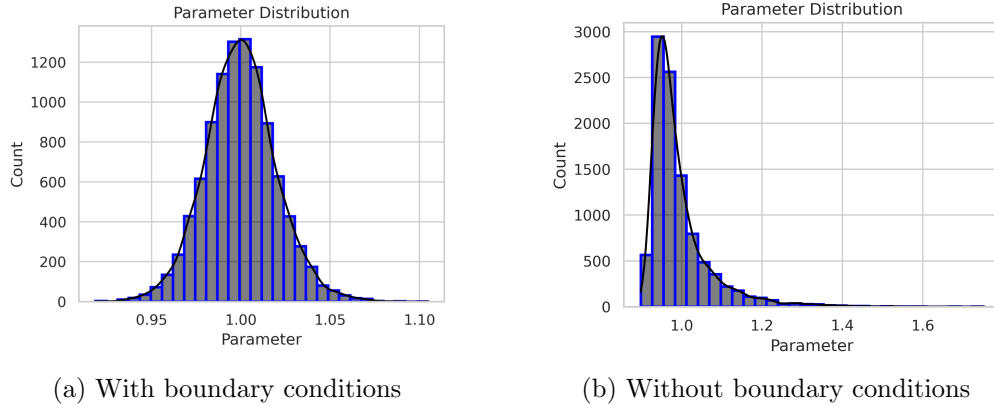 Parameter Distribution
Count
1200
1000
800
600
400
200
0
0.95 1.00 1.05 1.10
Parameter
(a) With boundary conditions
Parameter Distribution
Count
3000
2500
2000
1500
1000
500
0
1.0 1.2 1.4 1.6
Parameter
(b) Without boundary conditions